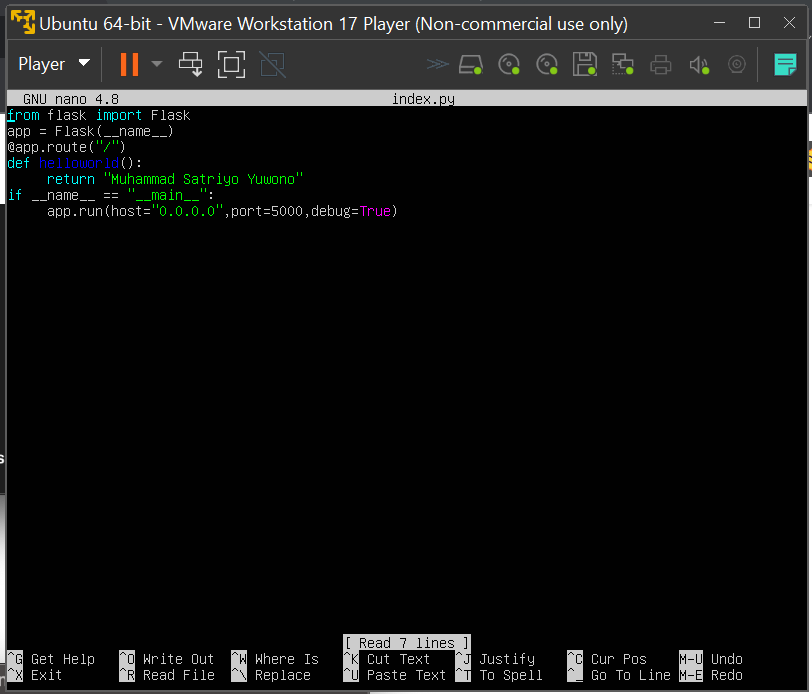 Ubuntu 64-bit - VMware Workstation 17 Player (Non-commercial use only)
Player
GNU nano 4.8 index.py
from flask import Flask
app = Flask(__name__)
@app.route("/")
def helloworld():
     return "Muhammad Satriyo Yuwono"
if __name__ == "__main__":
     app.run(host="0.0.0.0",port=5000,debug=True)
[ Read 7 lines ]
^G Get Help ^O Write Out ^W Where Is ^K Cut Text ^J Justify ^C Cur Pos M-U Undo
^X Exit ^R Read File ^\ Replace ^U Paste Text ^T To Spell ^_ Go To Line M-E Redo